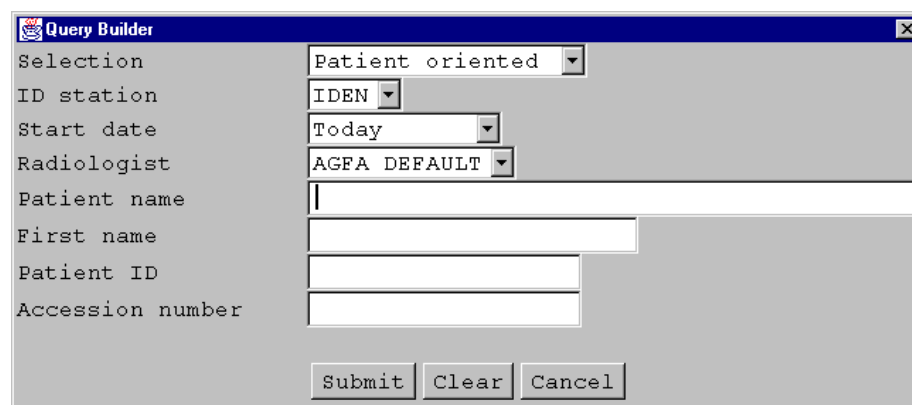 Query Builder
Selection Patient oriented
ID station IDEN
Start date Today
Radiologist AGFA DEFAULT
Patient name
First name
Patient ID
Accession number
Submit Clear Cancel